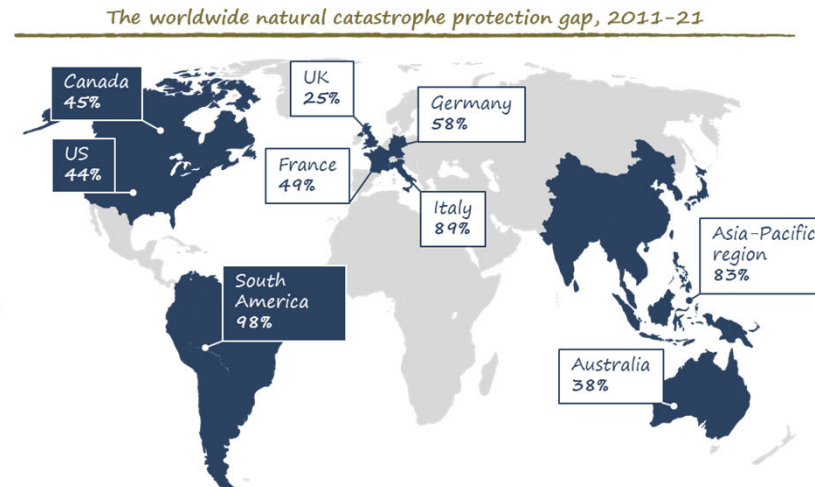 The worldwide natural catastrophe protection gap, 2011-21
Canada
45%
US
44%
UK
25%
Germany
58%
France
49%
Italy
89%
South
America
98%
Asia-Pacific
region
83%
Australia
38%